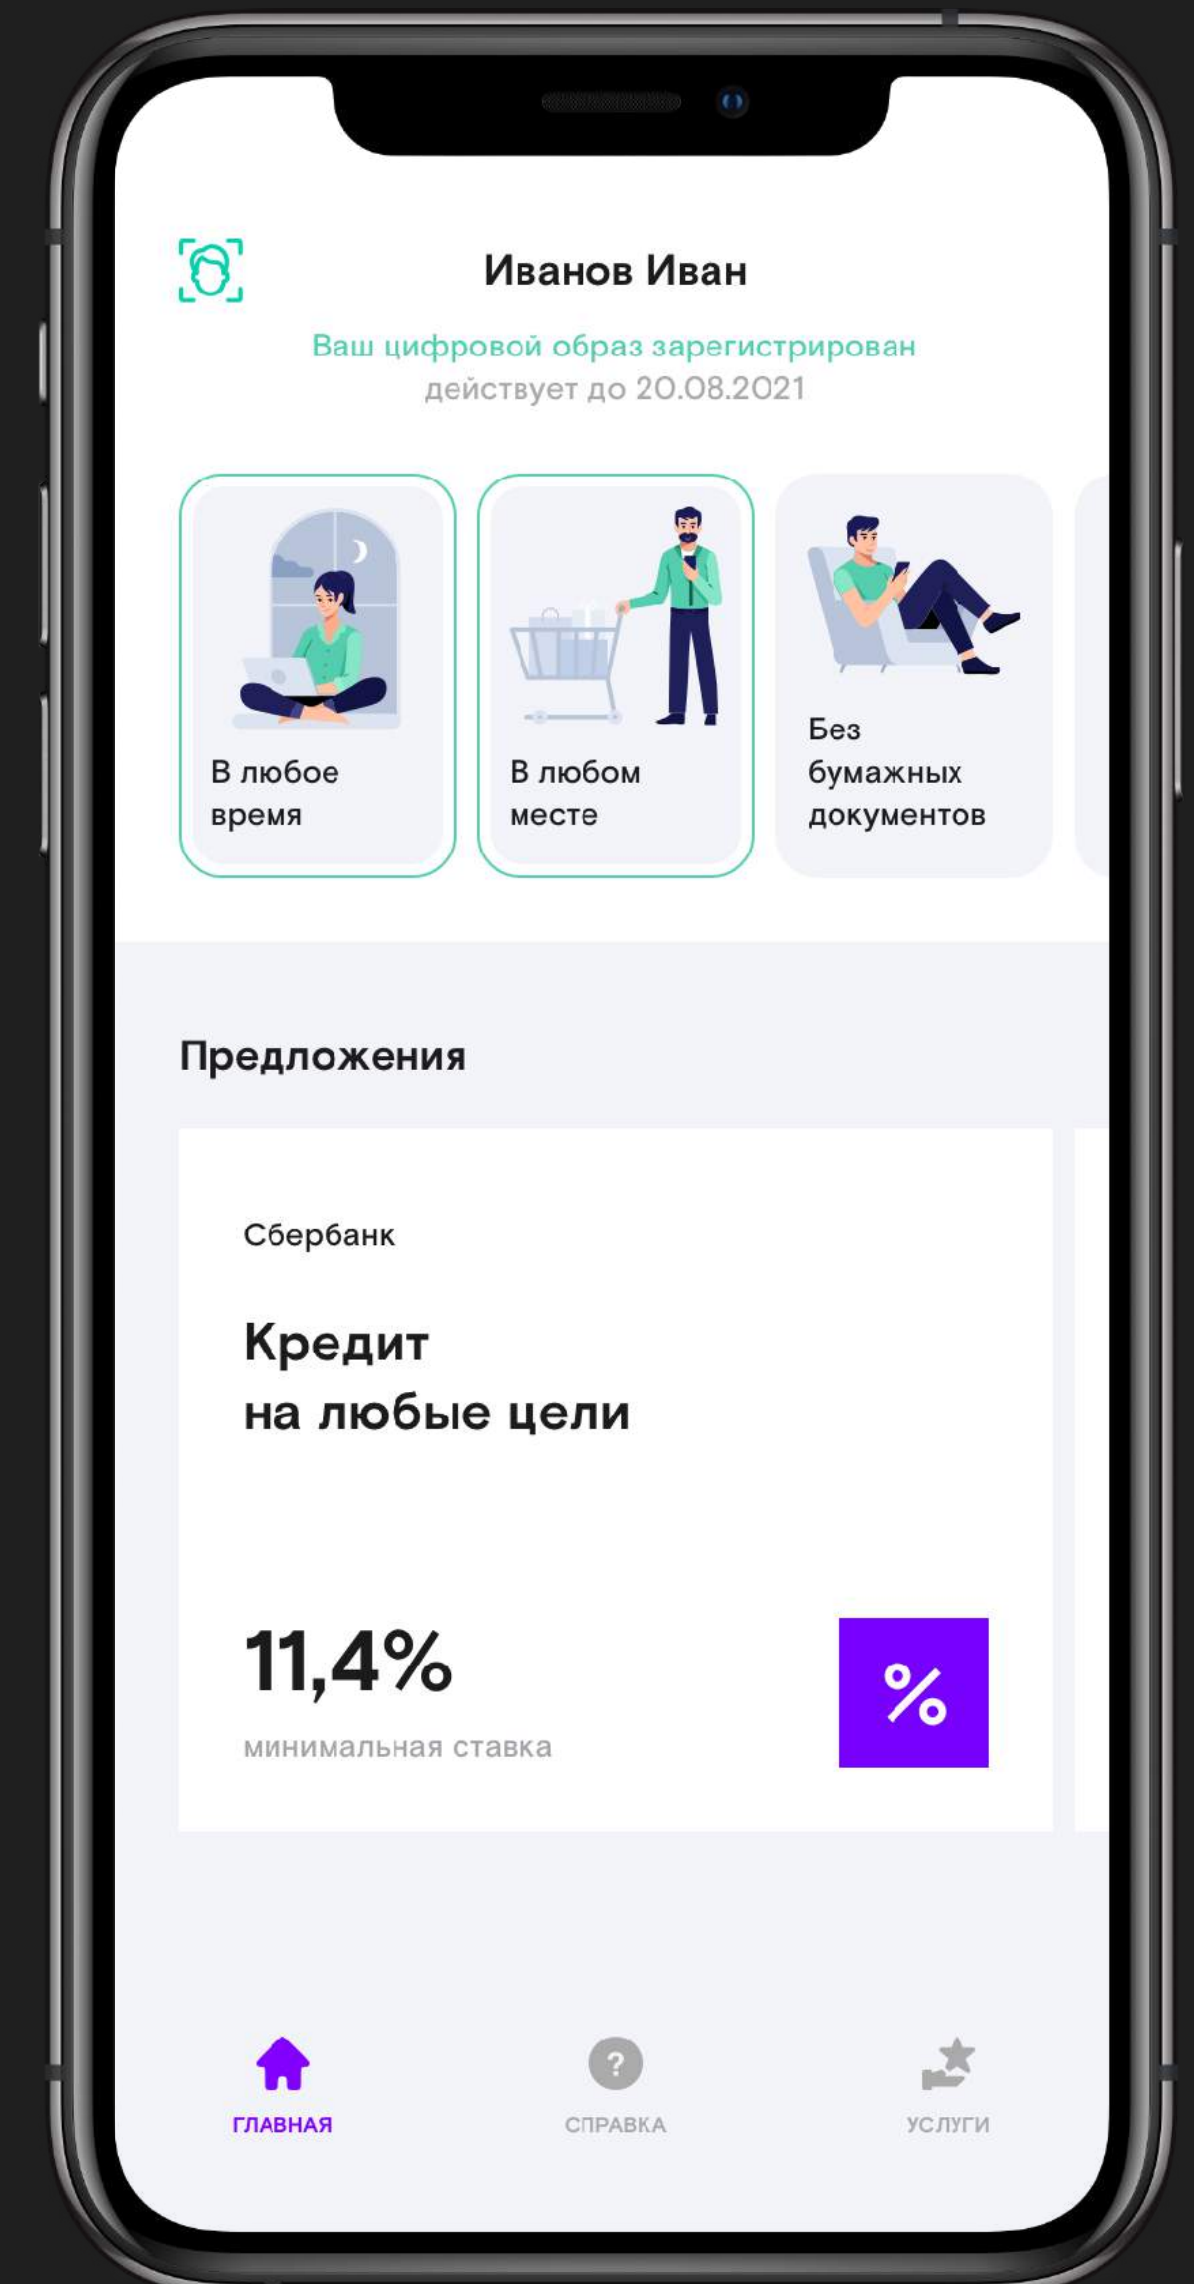 Иванов Иван
Ваш цифровой образ зарегистрирован
действует до 20.08.2021
В любое
время
В любом
месте
Без
бумажных
документов
Предложения
Сбербанк
Кредит
на любые цели
11,4%
минимальная ставка
%
?
ГЛАВНАЯ
СПРАВКА
УСЛУГИ